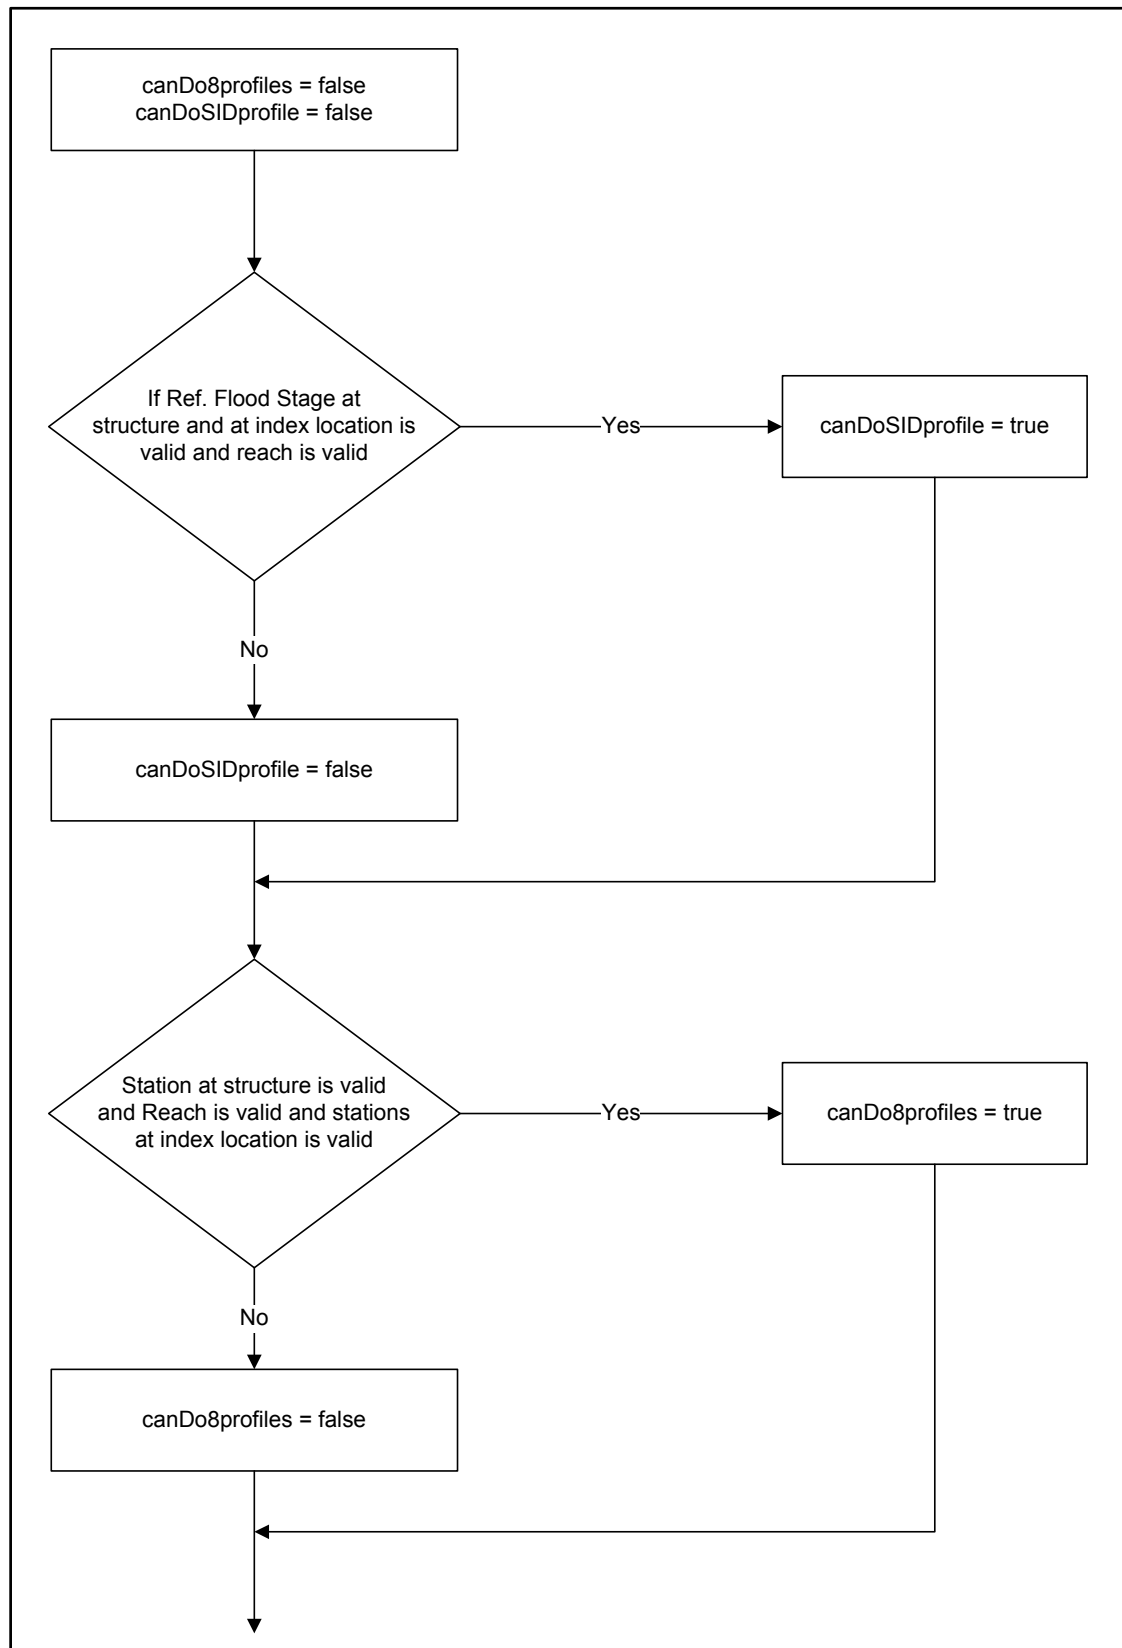 canDo8profiles = false
canDoSIDprofile = false
If Ref. Flood Stage at
structure and at index location is
valid and reach is valid
Yes
canDoSIDprofile = true
No
canDoSIDprofile = false
Station at structure is valid
and Reach is valid and stations
at index location is valid
Yes
canDo8profiles = true
No
canDo8profiles = false